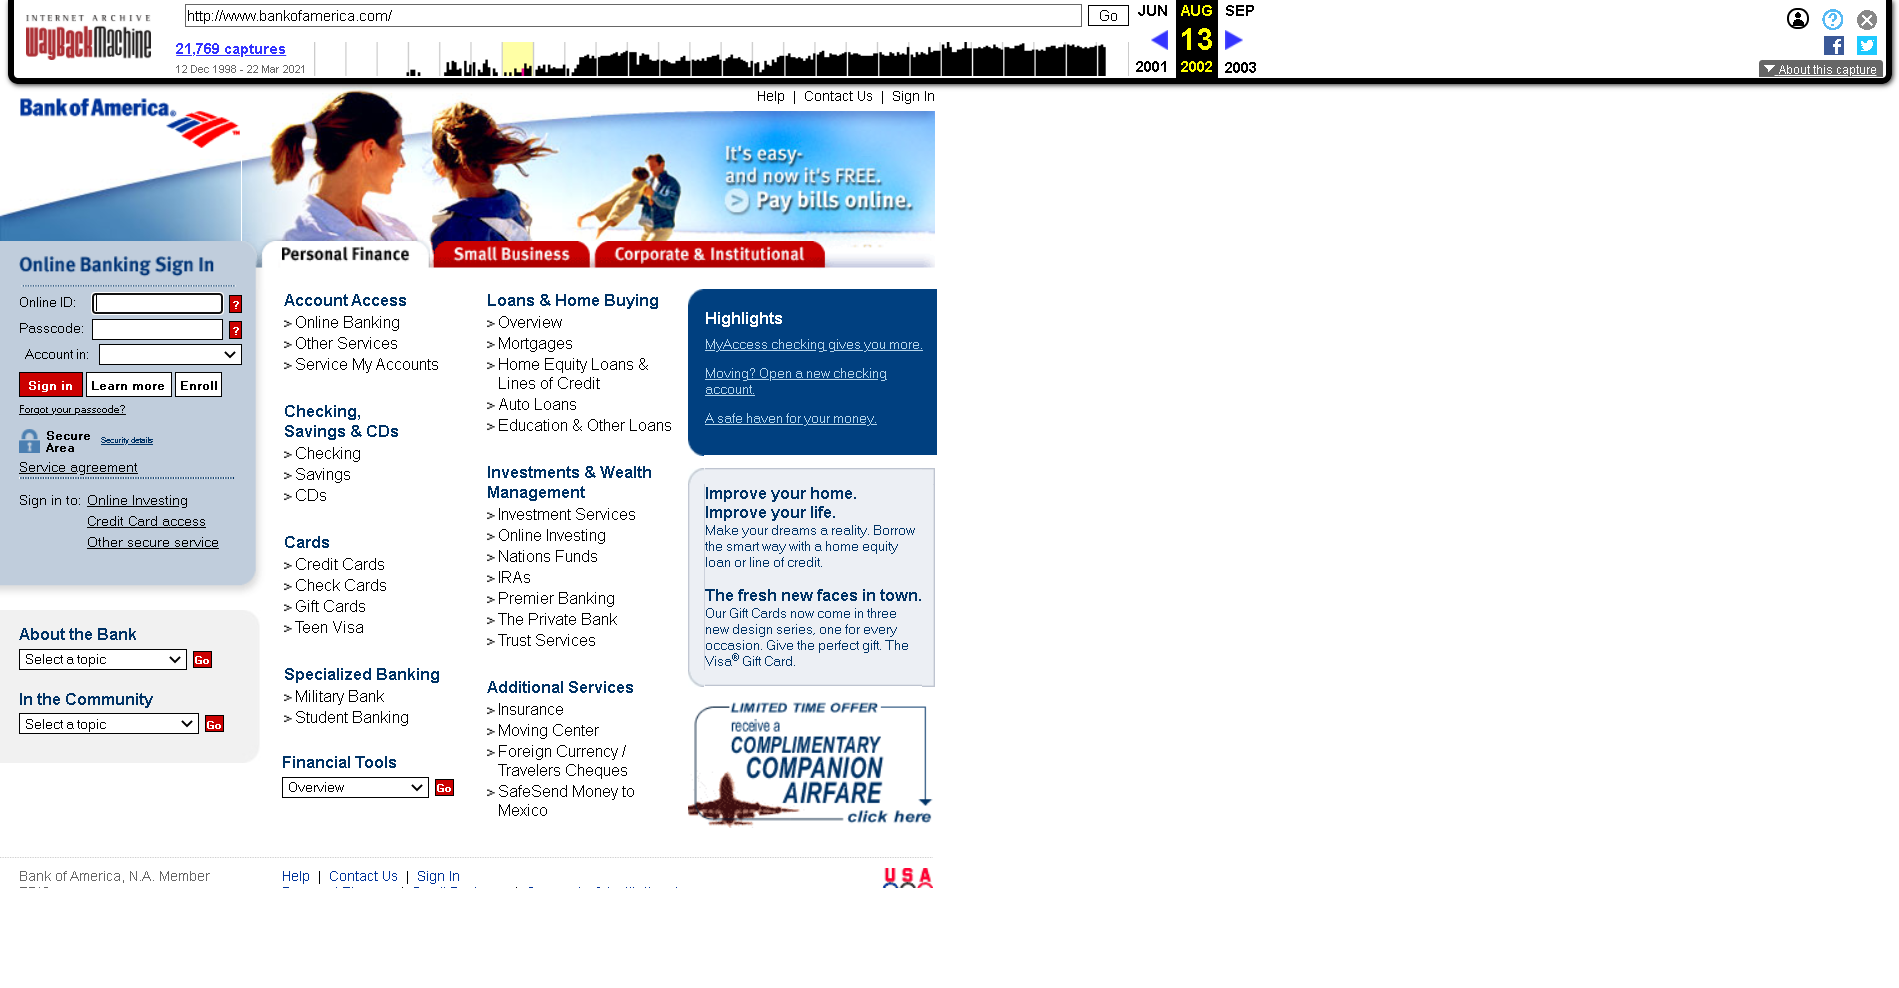 INTERNET ARCHIVE
WayBackMachine
http://www.bankofamerica.com/
Go
JUN AUG SEP
21,769 captures
13
12 Dec 1998 - 22 Mar 2021
2001 2002 2003
?
f
About this capture
Help | Contact Us | Sign In
Bank of America.
It's easy-
and now it's FREE.
> Pay bills online.
Personal Finance
Small Business
Corporate & Institutional
Online Banking Sign In
Online ID:
?
Passcode:
?
Account in:
Sign in
Learn more
Enroll
Forgot your passcode?
Secure
Area
Security details
Service agreement
Sign in to: Online Investing
Credit Card access
Other secure service
About the Bank
Select a topic
Go
In the Community
Select a topic
Go
Account Access
> Online Banking
> Other Services
> Service My Accounts
Checking,
Savings & CDs
> Checking
> Savings
> CDs
Cards
> Credit Cards
> Check Cards
> Gift Cards
> Teen Visa
Specialized Banking
> Military Bank
> Student Banking
Financial Tools
Overview
Go
Loans & Home Buying
> Overview
> Mortgages
> Home Equity Loans &
Lines of Credit
> Auto Loans
> Education & Other Loans
Investments & Wealth
Management
> Investment Services
> Online Investing
> Nations Funds
> IRAs
> Premier Banking
> The Private Bank
> Trust Services
Additional Services
> Insurance
> Moving Center
> Foreign Currency /
Travelers Cheques
> SafeSend Money to
Mexico
Highlights
MyAccess checking gives you more.
Moving? Open a new checking
account.
A safe haven for your money.
Improve your home.
Improve your life.
Make your dreams a reality. Borrow
the smart way with a home equity
loan or line of credit.
The fresh new faces in town.
Our Gift Cards now come in three
new design series, one for every
occasion. Give the perfect gift. The
Visa® Gift Card.
LIMITED TIME OFFER
receive a
COMPLIMENTARY
COMPANION
AIRFARE
click here
Bank of America, N.A. Member
Help | Contact Us | Sign In
USA